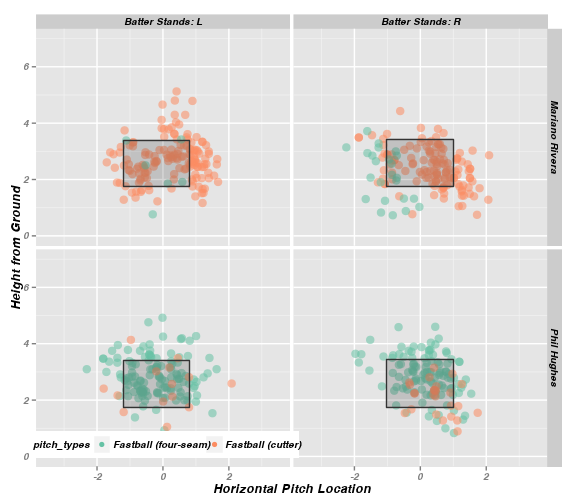 Batter Stands: L
Batter Stands: R
6
4
2
0
Mariano Rivera
6
4
2
0
Phil Hughes
Height from Ground
pitch_types
Fastball (four-seam)
Fastball (cutter)
-2
0
2
-2
0
2
Horizontal Pitch Location